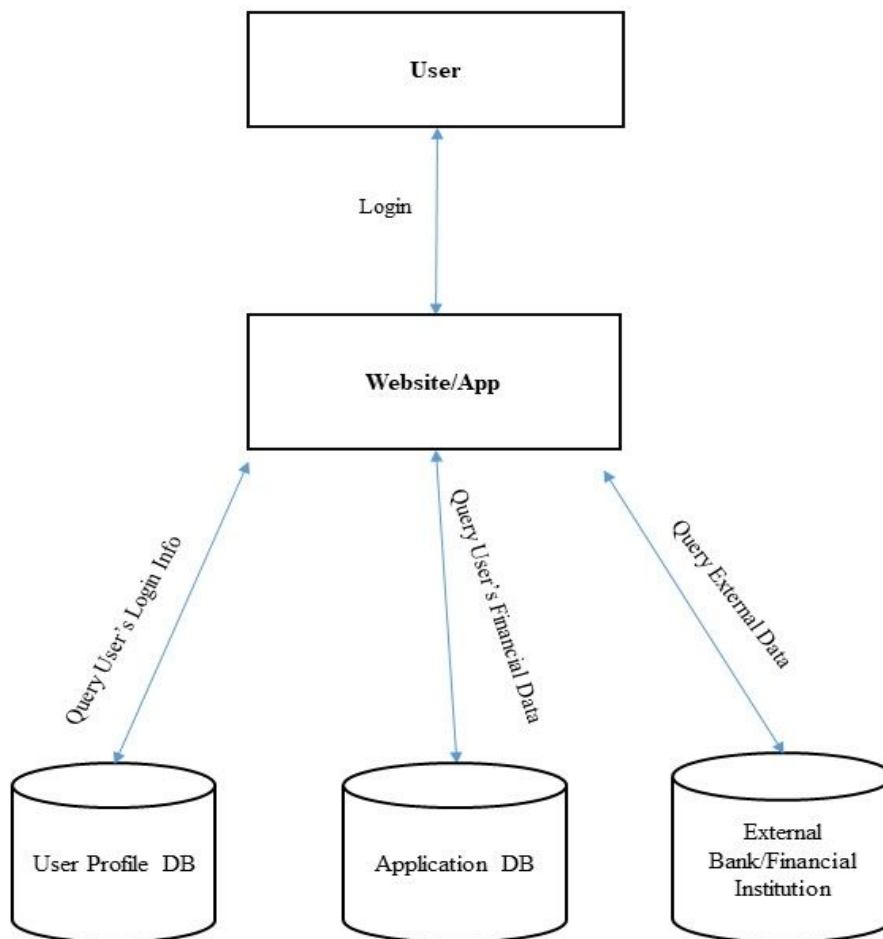 User
Login
Website/App
Query User's Login Info
Query User's Financial Data
Query External Data
User Profile DB
Application DB
External
Bank/Financial
Institution